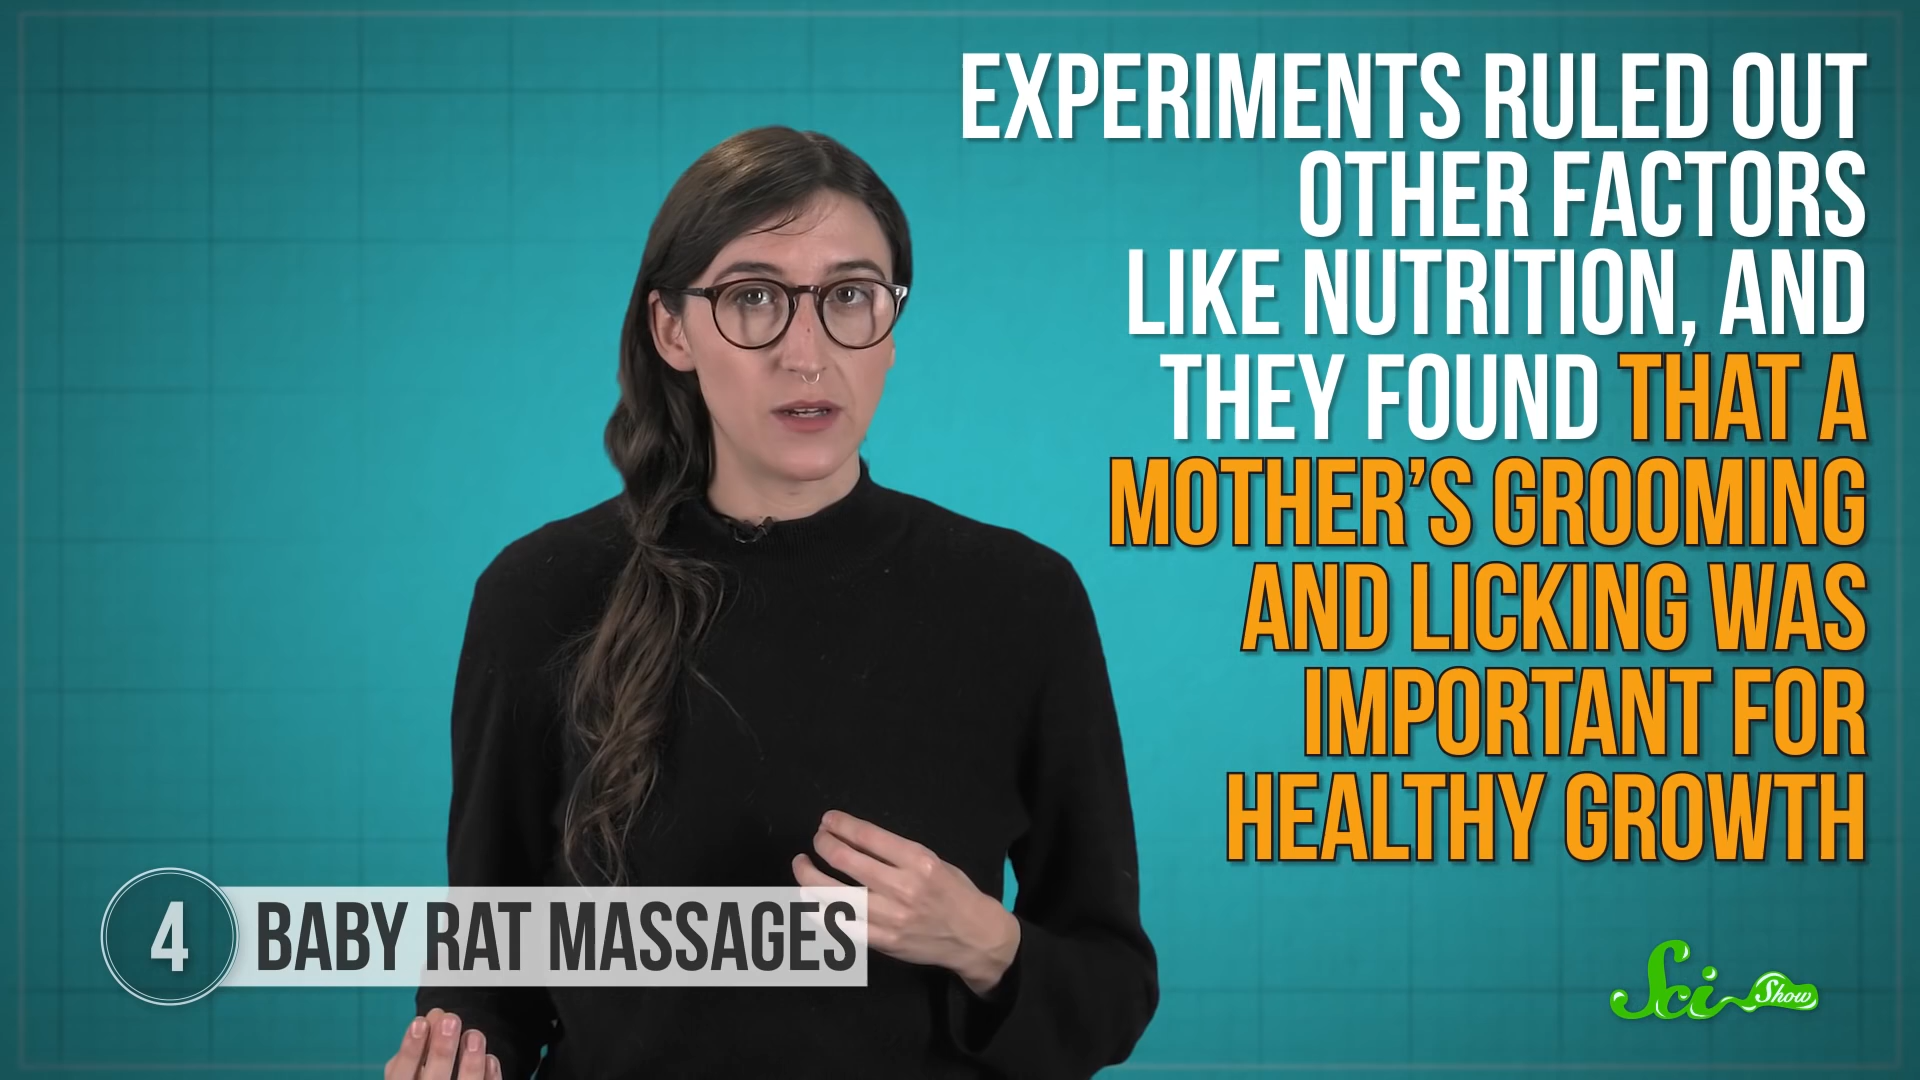 EXPERIMENTS RULED OUT
OTHER FACTORS
LIKE NUTRITION, AND
THEY FOUND THAT A
MOTHER'S GROOMING
AND LICKING WAS
IMPORTANT FOR
HEALTHY GROWTH
4 BABY RAT MASSAGES
Sci Show